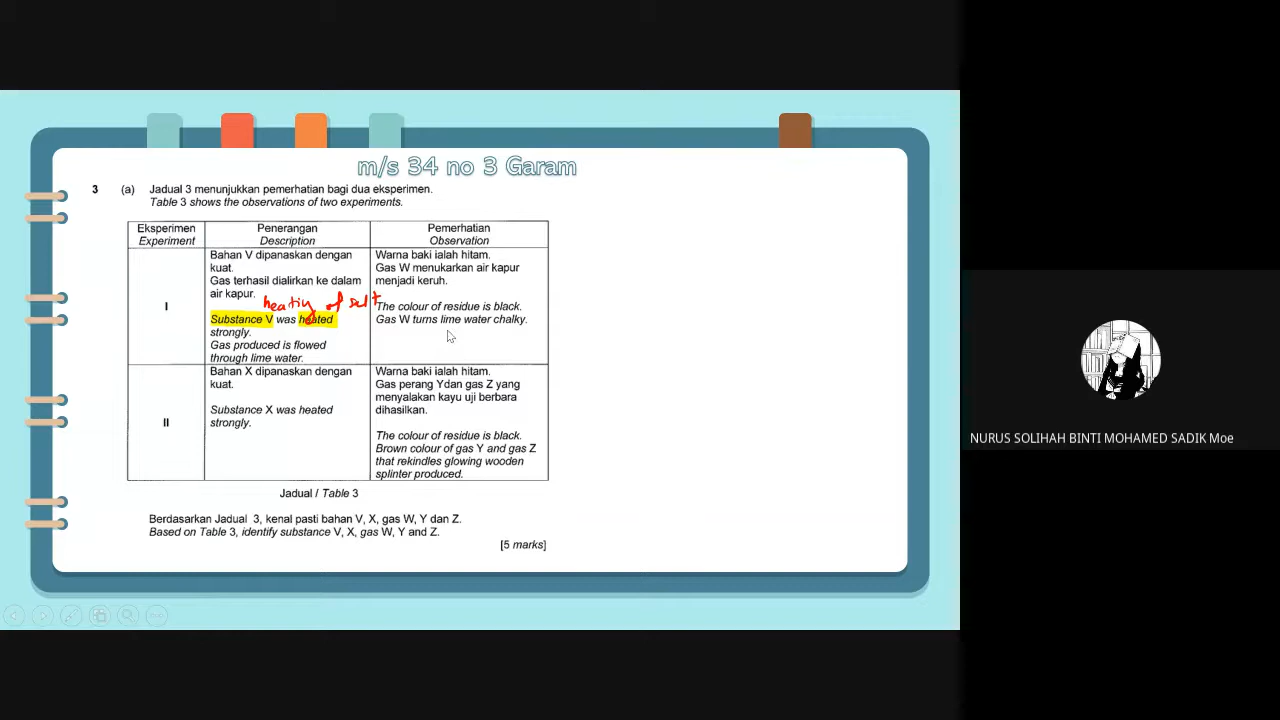 m/s 34 no 3 Garam
3 (a) Jadual 3 menunjukkan pemerhatian bagi dua eksperimen.
Table 3 shows the observations of two experiments.
Eksperimen
Experiment
Penerangan
Description
Pemerhatian
Observation
I
Bahan V dipanaskan dengan
kuat.
Gas terhasil dialirkan ke dalam
air kapur.
heating of salt
Substance V was heated
strongly.
Gas produced is flowed
through lime water.
Warna baki ialah hitam.
Gas W menukarkan air kapur
menjadi keruh.
The colour of residue is black.
Gas W turns lime water chalky.
II
Bahan X dipanaskan dengan
kuat.
Substance X was heated
strongly.
Warna baki ialah hitam.
Gas perang Ydan gas Z yang
menyalakan kayu uji berbara
dihasilkan.
The colour of residue is black.
Brown colour of gas Y and gas Z
that rekindles glowing wooden
splinter produced.
Jadual / Table 3
Berdasarkan Jadual 3, kenal pasti bahan V, X, gas W, Y dan Z.
Based on Table 3, identify substance V, X, gas W, Y and Z.
[5 marks]
NURUS SOLIHAH BINTI MOHAMED SADIK Moe